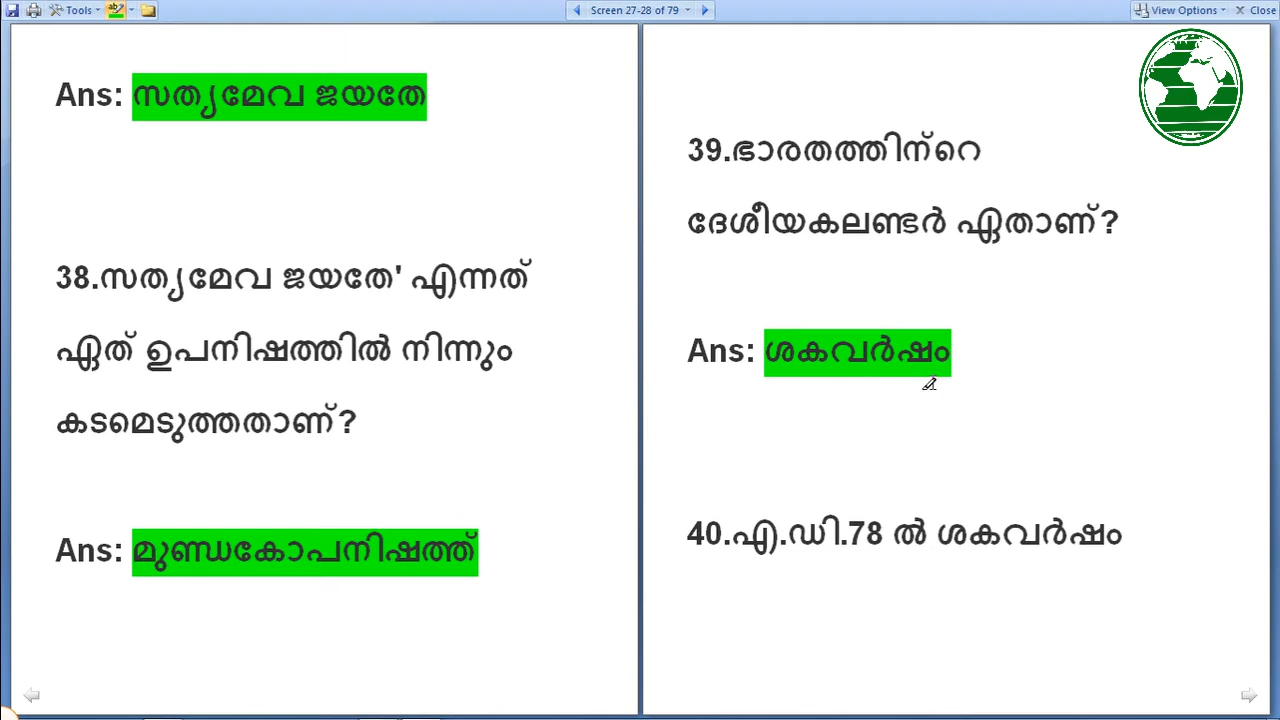 Tools
Screen 27-28 of 79
View Options
Close
Ans: സത്യമേവ ജയതേ
38.സത്യമേവ ജയതേ' എന്നത്
ഏത് ഉപനിഷത്തിൽ നിന്നും
കടമെടുത്തതാണ്?
Ans: മുണ്ഡകോപനിഷത്ത്
39.ഭാരതത്തിന്റെ
ദേശീയകലണ്ടർ ഏതാണ്?
Ans: ശകവർഷം
40.എ.ഡി.78 ൽ ശകവർഷം